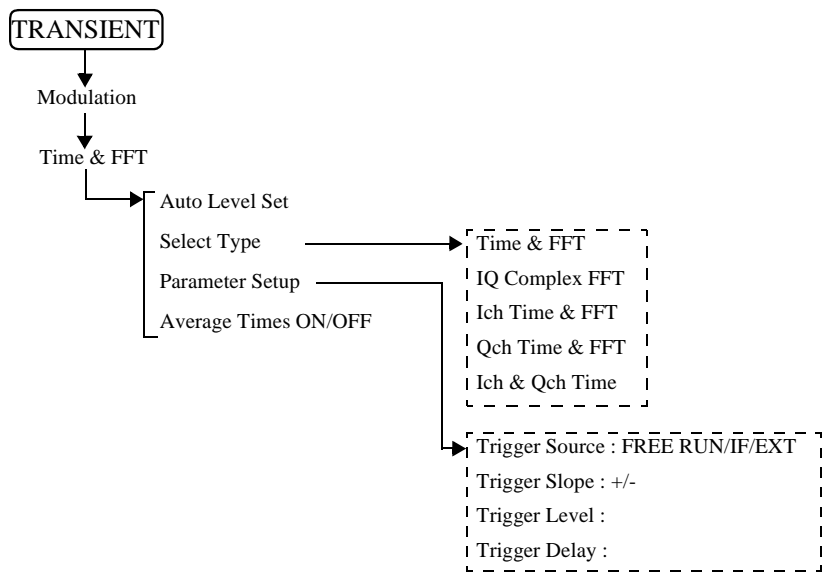 TRANSIENT
Modulation
Time & FFT
Auto Level Set
Select Type
Parameter Setup
Average Times ON/OFF
Time & FFT
IQ Complex FFT
Ich Time & FFT
Qch Time & FFT
Ich & Qch Time
Trigger Source : FREE RUN/IF/EXT
Trigger Slope : +/-
Trigger Level :
Trigger Delay :